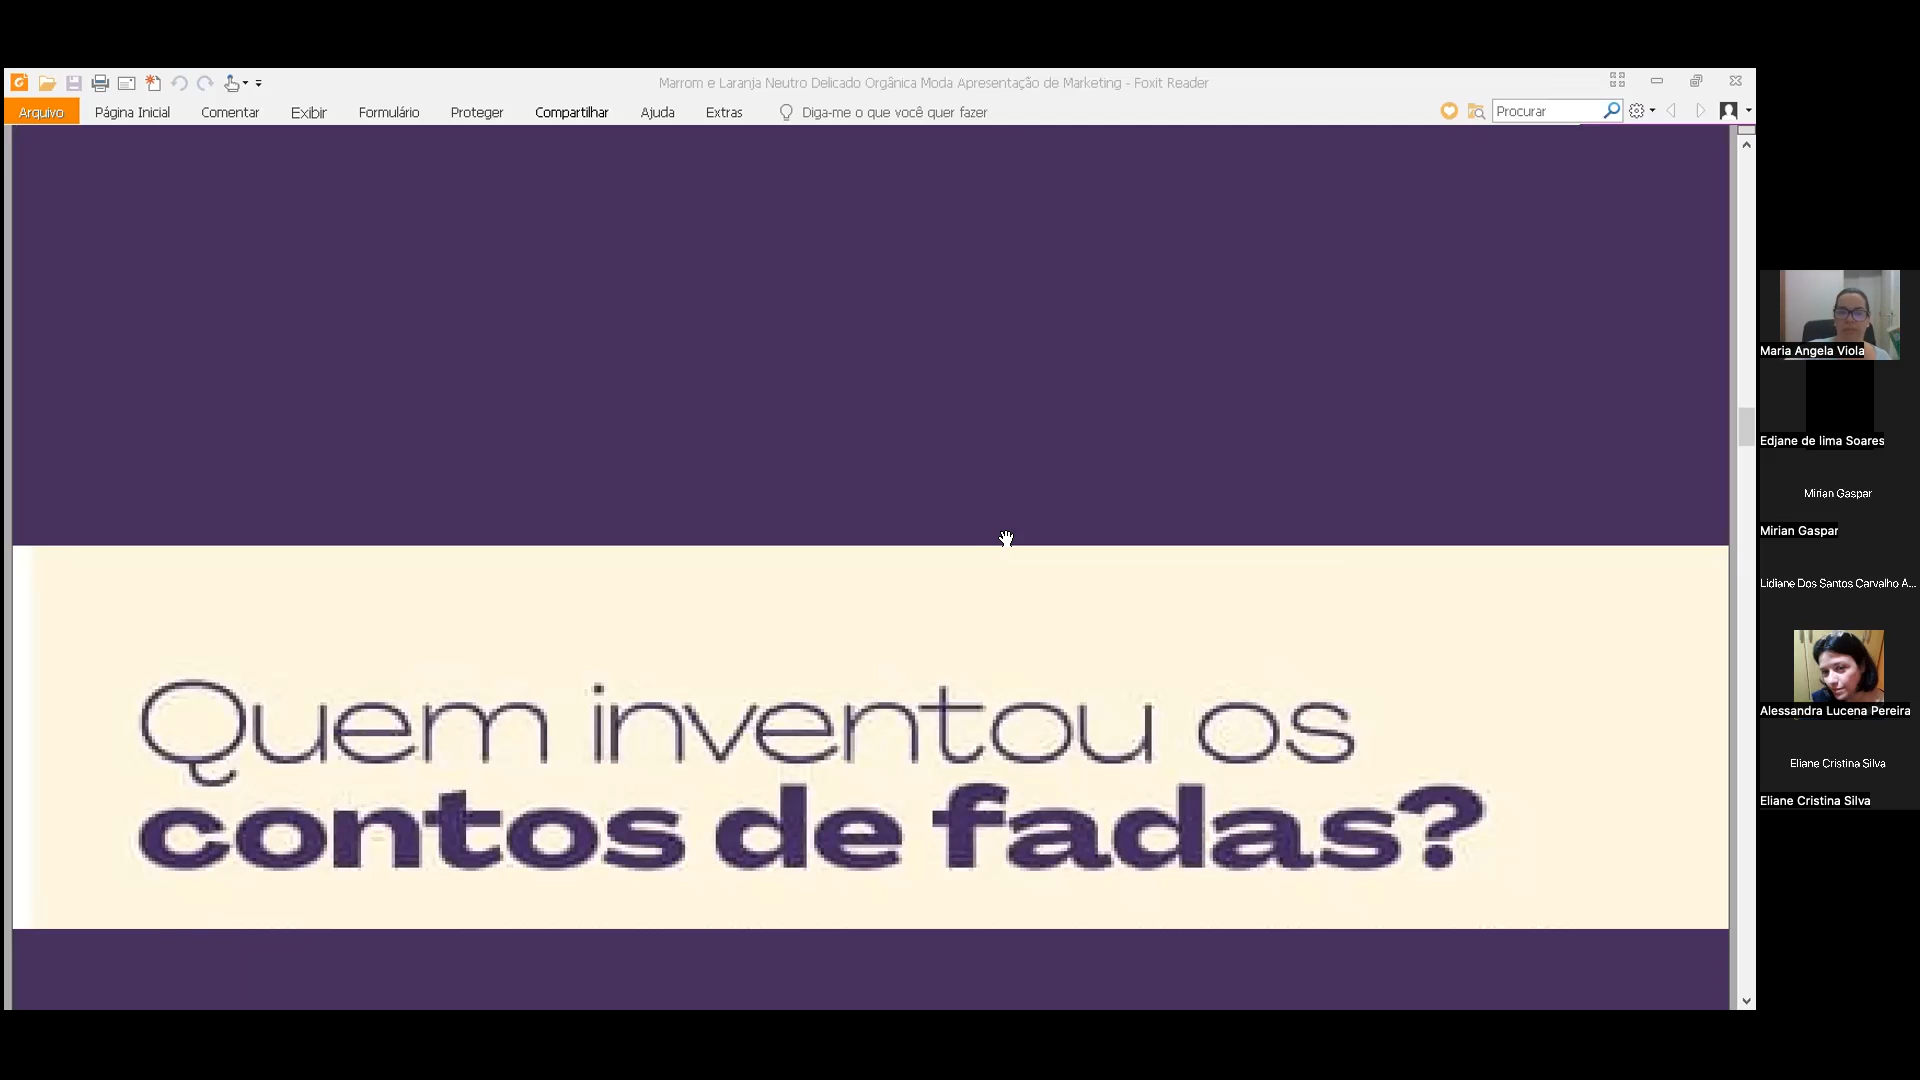 Marrom e Laranja Neutro Delicado Orgânica Moda Apresentação de Marketing - Foxit Reader
Arquivo Página Inicial Comentar Exibir Formulário Proteger Compartilhar Ajuda Extras Diga-me o que você quer fazer Procurar
Quem inventou os
contos de fadas?
Maria Angela Viola
Edjane de lima Soares
Mirian Gaspar
Mirian Gaspar
Lidiane Dos Santos Carvalho A...
Alessandra Lucena Pereira
Eliane Cristina Silva
Eliane Cristina Silva